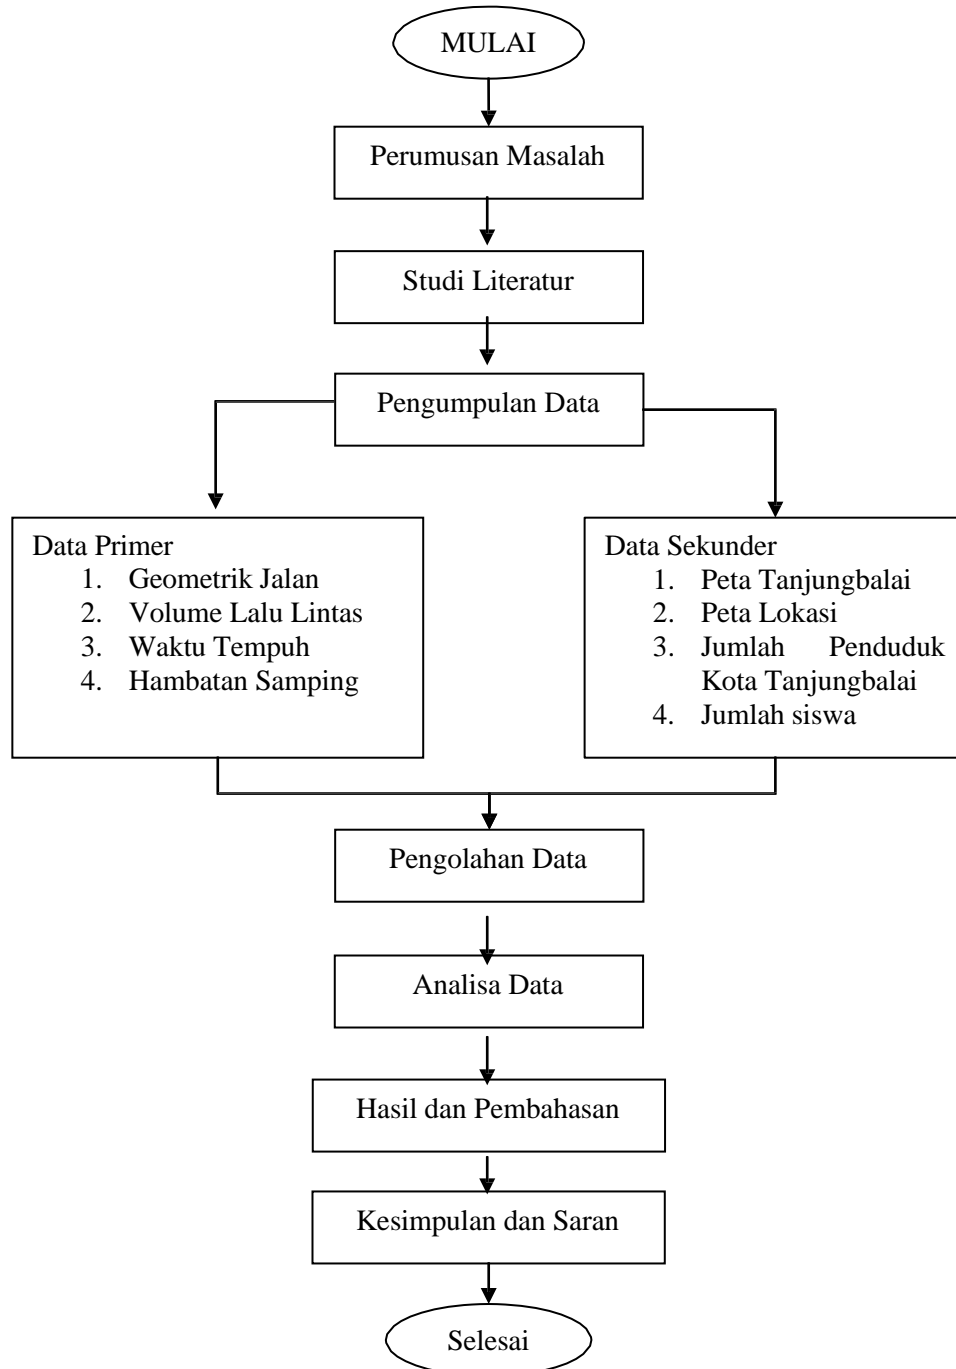 MULAI
Perumusan Masalah
Studi Literatur
Pengumpulan Data
Data Primer
1. Geometrik Jalan
2. Volume Lalu Lintas
3. Waktu Tempuh
4. Hambatan Samping
Data Sekunder
1. Peta Tanjungbalai
2. Peta Lokasi
3. Jumlah Penduduk
Kota Tanjungbalai
4. Jumlah siswa
Pengolahan Data
Analisa Data
Hasil dan Pembahasan
Kesimpulan dan Saran
Selesai